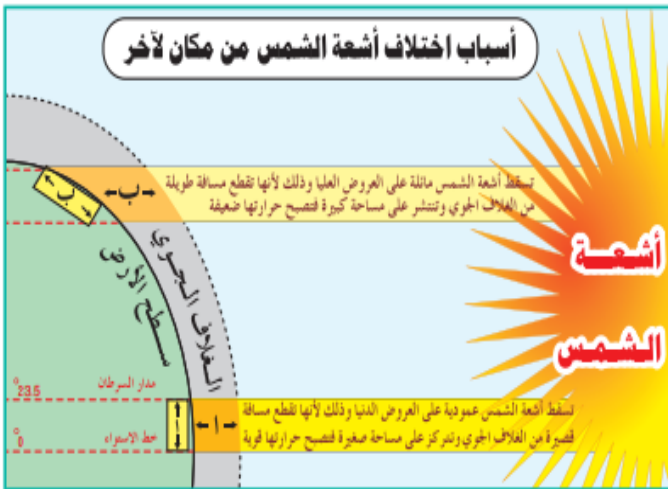 أسباب اختلاف أشعة الشمس من مكان لآخر
تسقط أشعة الشمس مائلة على العروض العليا وذلك لأنها تقطع مسافة طويلة
من الغلاف الجوي وتنتشر على مساحة كبيرة فتصبح حرارتها ضعيفة
ب
ب
الغلاف الجوي
سطح الأرض
أشعـة
الشمس
مدار السرطان
°23.5
تسقط أشعة الشمس عمودية على العروض الدنيا وذلك لأنها تقطع مسافة
قصيرة من الغلاف الجوي وتتركز على مساحة صغيرة فتصبح حرارتها قوية
أ
أ
خط الاستواء
°0